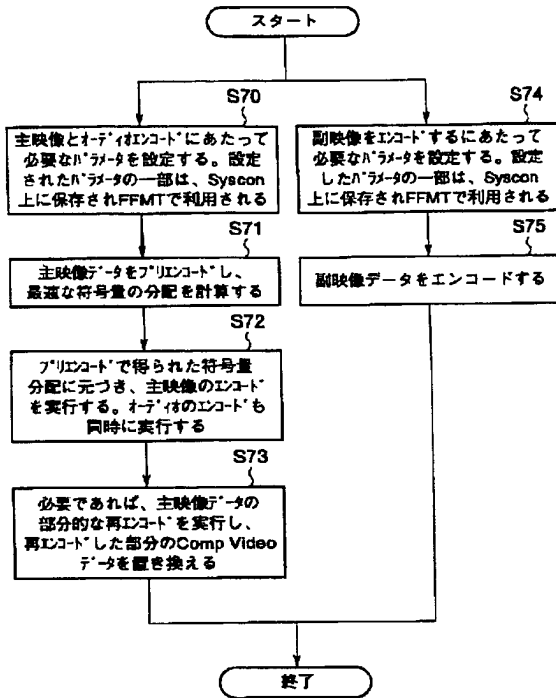 スタート
S70
主映像とオーディオエンコードにあたって
必要なパラメータを設定する。設定
されたパラメータの一部は、Syscon
上に保存されFFMTで利用される
S71
主映像データをプリエンコードし、
最適な符号量の分配を計算する
S72
プリエンコードで得られた符号量
分配に元づき、主映像のエンコード
を実行する。オーディオのエンコードも
同時に実行する
S73
必要であれば、主映像データの
部分的な再エンコードを実行し、
再エンコードした部分のComp Video
データを置き換える
S74
副映像をエンコードするにあたって
必要なパラメータを設定する。設定
したパラメータの一部は、Syscon
上に保存されFFMTで利用される
S75
副映像データをエンコードする
終了